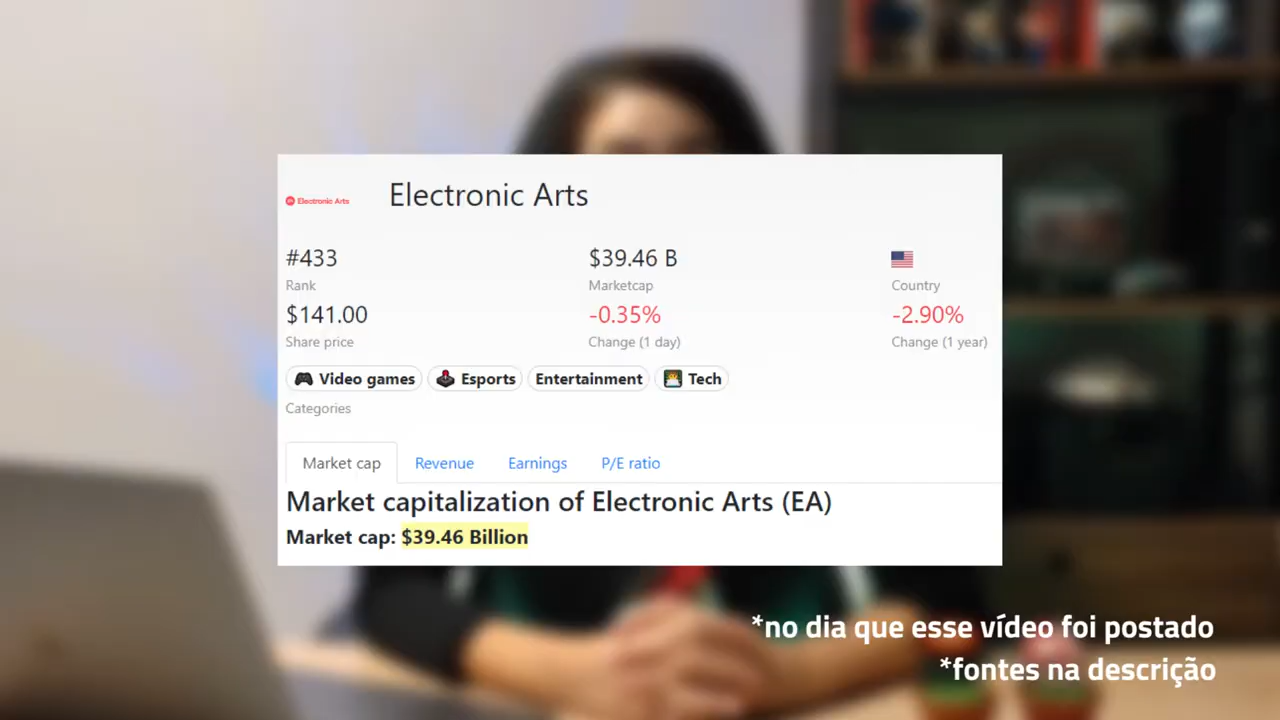 Electronic Arts
Electronic Arts
#433
Rank
$39.46 B
Marketcap
Country
$141.00
Share price
-0.35%
Change (1 day)
-2.90%
Change (1 year)
Video games
Esports
Entertainment
Tech
Categories
Market cap
Revenue
Earnings
P/E ratio
Market capitalization of Electronic Arts (EA)
Market cap: $39.46 Billion
*no dia que esse vídeo foi postado
*fontes na descrição